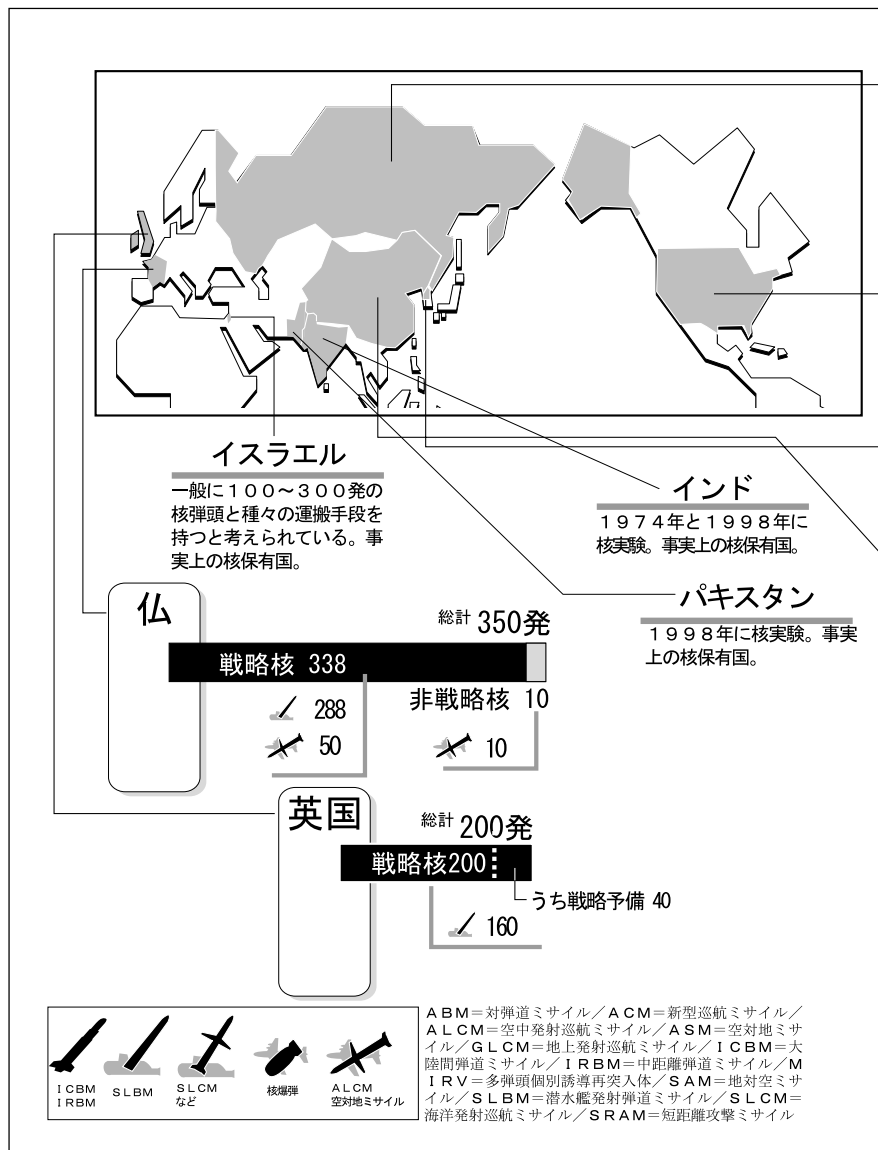 イスラエル
一般に１００～３００発の
核弾頭と種々の運搬手段を
持つと考えられている。事
実上の核保有国。
インド
１９７４年と１９９８年に
核実験。事実上の核保有国。
パキスタン
１９９８年に核実験。事実
上の核保有国。
仏
総計 350発
戦略核 338
非戦略核 10
288
50
10
英国
総計 200発
戦略核200
うち戦略予備 40
160
ＩＣＢＭ
ＩＲＢＭ
ＳＬＢＭ
ＳＬＣＭ
など
核爆弾
ＡＬＣＭ
空対地ミサイル
ＡＢＭ＝対弾道ミサイル／ＡＣＭ＝新型巡航ミサイル／
ＡＬＣＭ＝空中発射巡航ミサイル／ＡＳＭ＝空対地ミサ
イル／ＧＬＣＭ＝地上発射巡航ミサイル／ＩＣＢＭ＝大
陸間弾道ミサイル／ＩＲＢＭ＝中距離弾道ミサイル／Ｍ
ＩＲＶ＝多弾頭個別誘導再突入体／ＳＡＭ＝地対空ミサ
イル／ＳＬＢＭ＝潜水艦発射弾道ミサイル／ＳＬＣＭ＝
海洋発射巡航ミサイル／ＳＲＡＭ＝短距離攻撃ミサイル